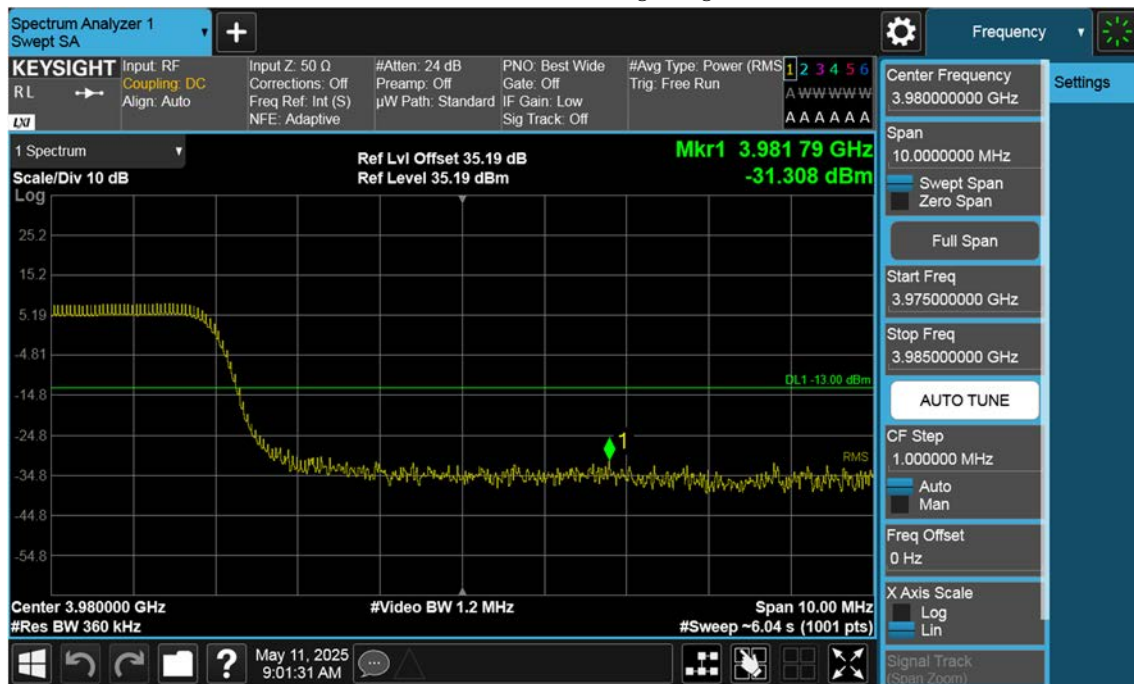 Spectrum Analyzer 1
Swept SA
+
Frequency
KEYSIGHT
RL
LXI
Input: RF
Coupling: DC
Align: Auto
Input Z: 50 Ω
Corrections: Off
Freq Ref: Int (S)
NFE: Adaptive
#Atten: 24 dB
Preamp: Off
µW Path: Standard
PNO: Best Wide
Gate: Off
IF Gain: Low
Sig Track: Off
#Avg Type: Power (RMS
Trig: Free Run
1 2 3 4 5 6
A W W W W W
A A A A A A
1 Spectrum
Scale/Div 10 dB
Ref Lvl Offset 35.19 dB
Ref Level 35.19 dBm
Mkr1 3.981 79 GHz
-31.308 dBm
Log
25.2
15.2
5.19
-4.81
-14.8
-24.8
-34.8
-44.8
-54.8
DL1 -13.00 dBm
1
RMS
Center 3.980000 GHz
#Res BW 360 kHz
#Video BW 1.2 MHz
Span 10.00 MHz
#Sweep ~6.04 s (1001 pts)
Center Frequency
3.980000000 GHz
Span
10.0000000 MHz
Swept Span
Zero Span
Full Span
Start Freq
3.975000000 GHz
Stop Freq
3.985000000 GHz
AUTO TUNE
CF Step
1.000000 MHz
Auto
Man
Freq Offset
0 Hz
X Axis Scale
Log
Lin
Signal Track
(Span Zoom)
Settings
?
May 11, 2025
9:01:31 AM